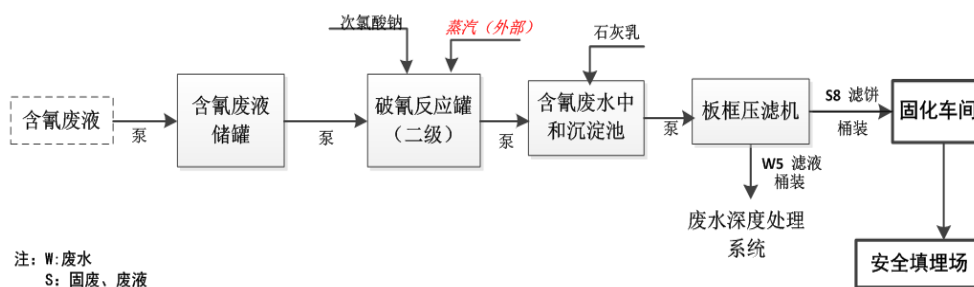 次氯酸钠
蒸汽（外部）
石灰乳
含氰废液
泵
含氰废液
储罐
泵
破氰反应罐
（二级）
泵
含氰废水中
和沉淀池
泵
板框压滤机
S8 滤饼
桶装
固化车间
W5 滤液
桶装
废水深度处理
系统
安全填埋场
注：W:废水
S：固废、废液